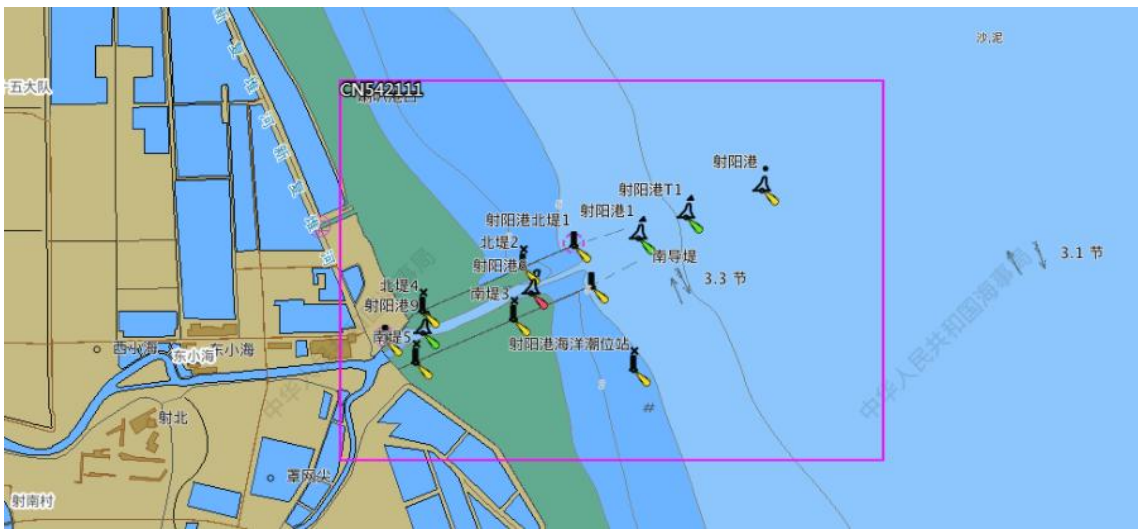 沙泥
CN542111
十五大队
射阳港
射阳港T1
射阳港北堤1
射阳港1
北堤2
南导堤
射阳港6
3.1 节
3.3 节
北堤4
南堤3
射阳港9
南堤5
射阳港海洋潮位站
西小海
东小海
东小海
射北
罩网尖
射南村
中华人民共和国海事局